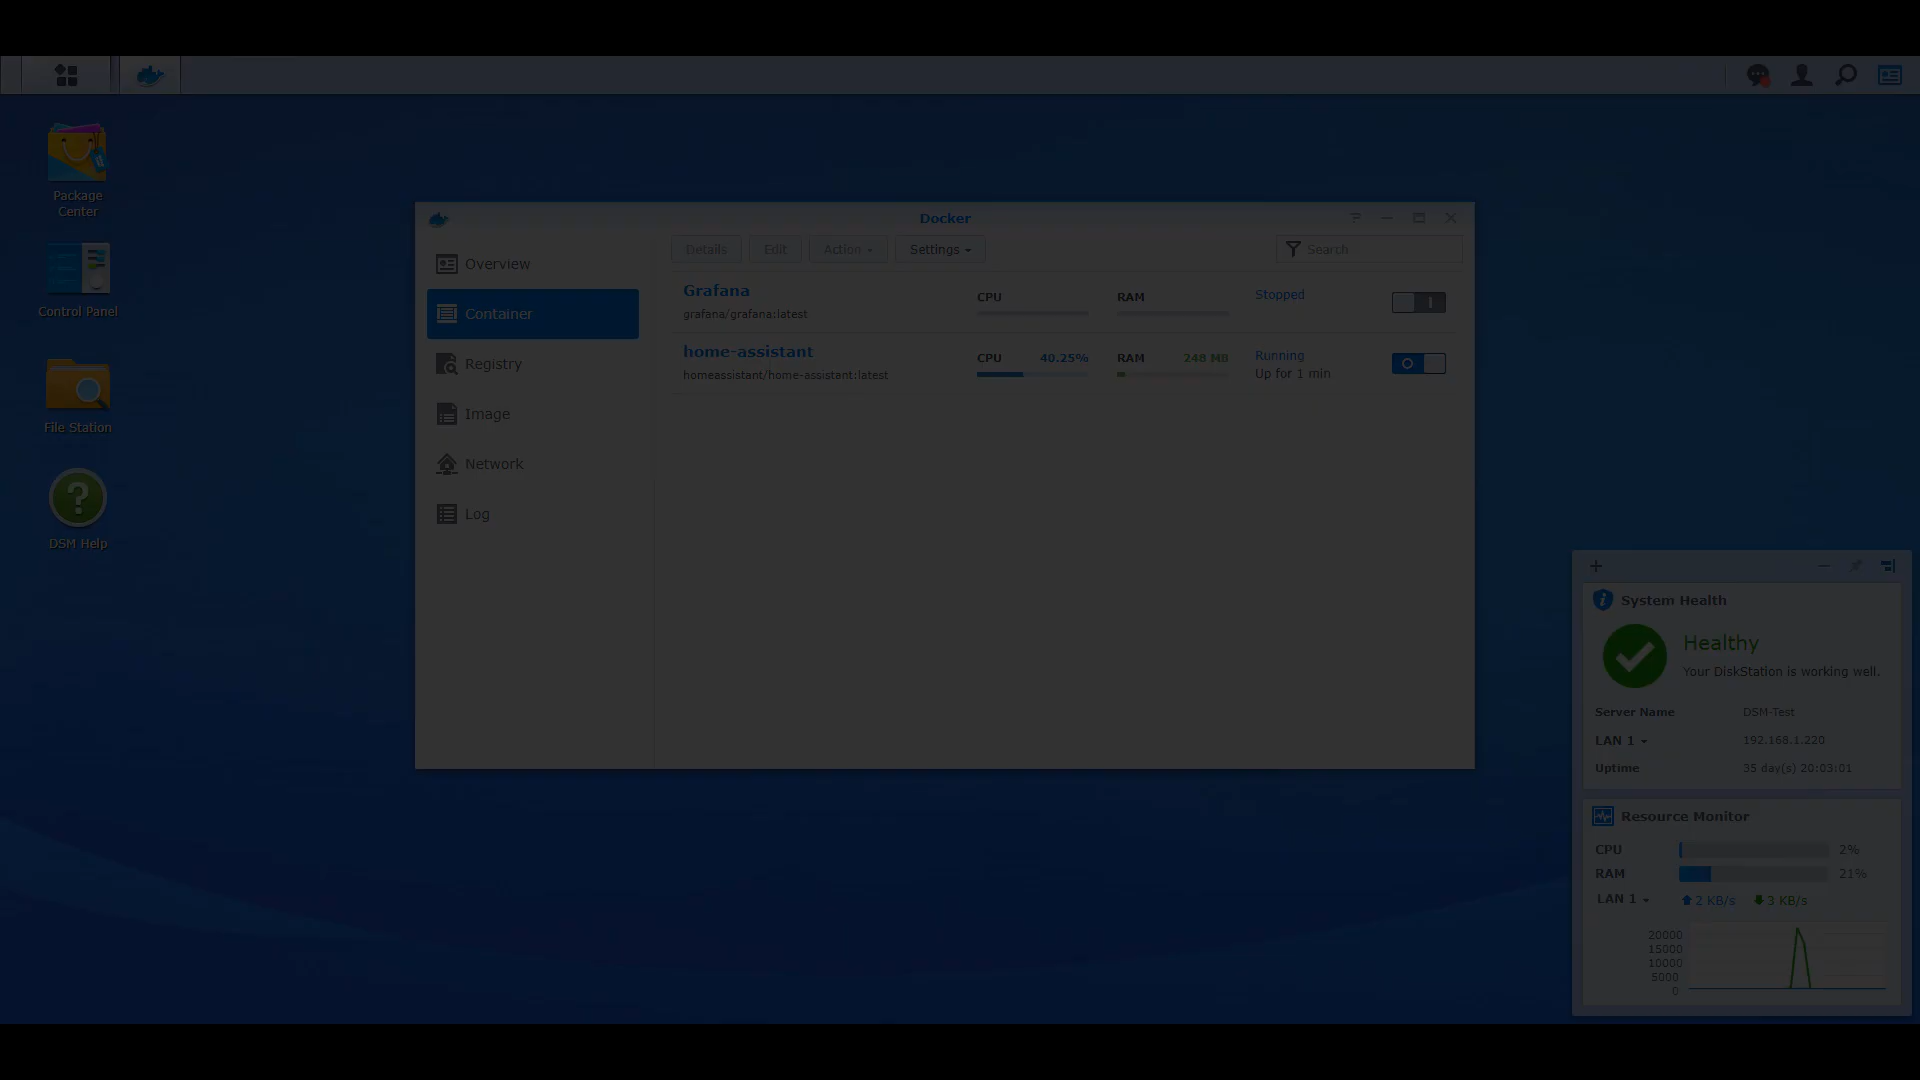 Package
Center
Control Panel
File Station
DSM Help
Docker
Overview
Container
Registry
Image
Network
Log
Details Edit Action Settings Search
Grafana CPU RAM Stopped
grafana/grafana:latest
home-assistant CPU 40.25% RAM 248 MB Running
homeassistant/home-assistant:latest Up for 1 min
System Health
Healthy
Your DiskStation is working well.
Server Name DSM-Test
LAN 1 192.168.1.220
Uptime 35 day(s) 20:03:01
Resource Monitor
CPU 2%
RAM 21%
LAN 1 2 KB/s 3 KB/s
20000
15000
10000
5000
0